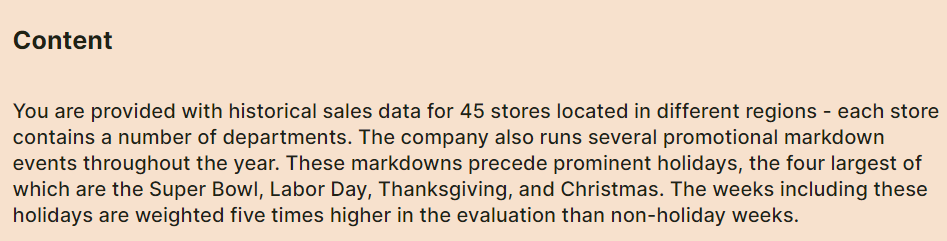 Content
You are provided with historical sales data for 45 stores located in different regions - each store
contains a number of departments. The company also runs several promotional markdown
events throughout the year. These markdowns precede prominent holidays, the four largest of
which are the Super Bowl, Labor Day, Thanksgiving, and Christmas. The weeks including these
holidays are weighted five times higher in the evaluation than non-holiday weeks.